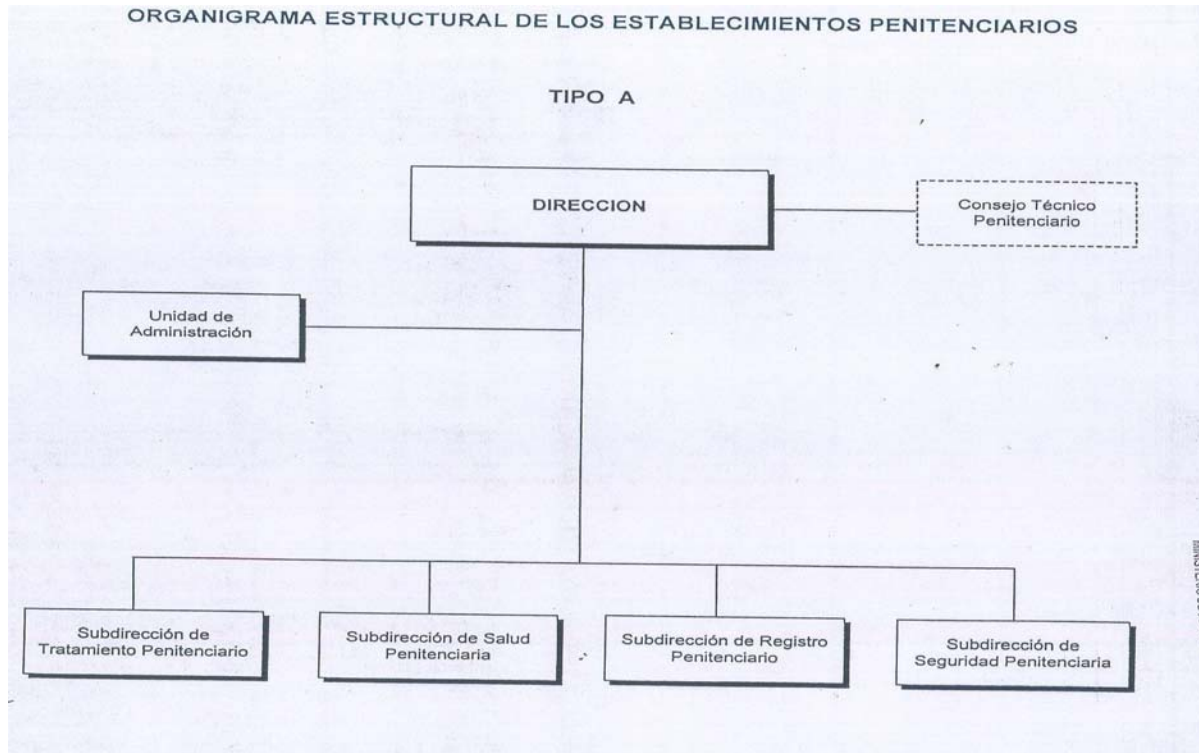 ORGANIGRAMA ESTRUCTURAL DE LOS ESTABLECIMIENTOS PENITENCIARIOS
TIPO A
DIRECCION
Consejo Técnico
Penitenciario
Unidad de
Administración
Subdirección de
Tratamiento Penitenciario
Subdirección de Salud
Penitenciaria
Subdirección de Registro
Penitenciario
Subdirección de
Seguridad Penitenciaria